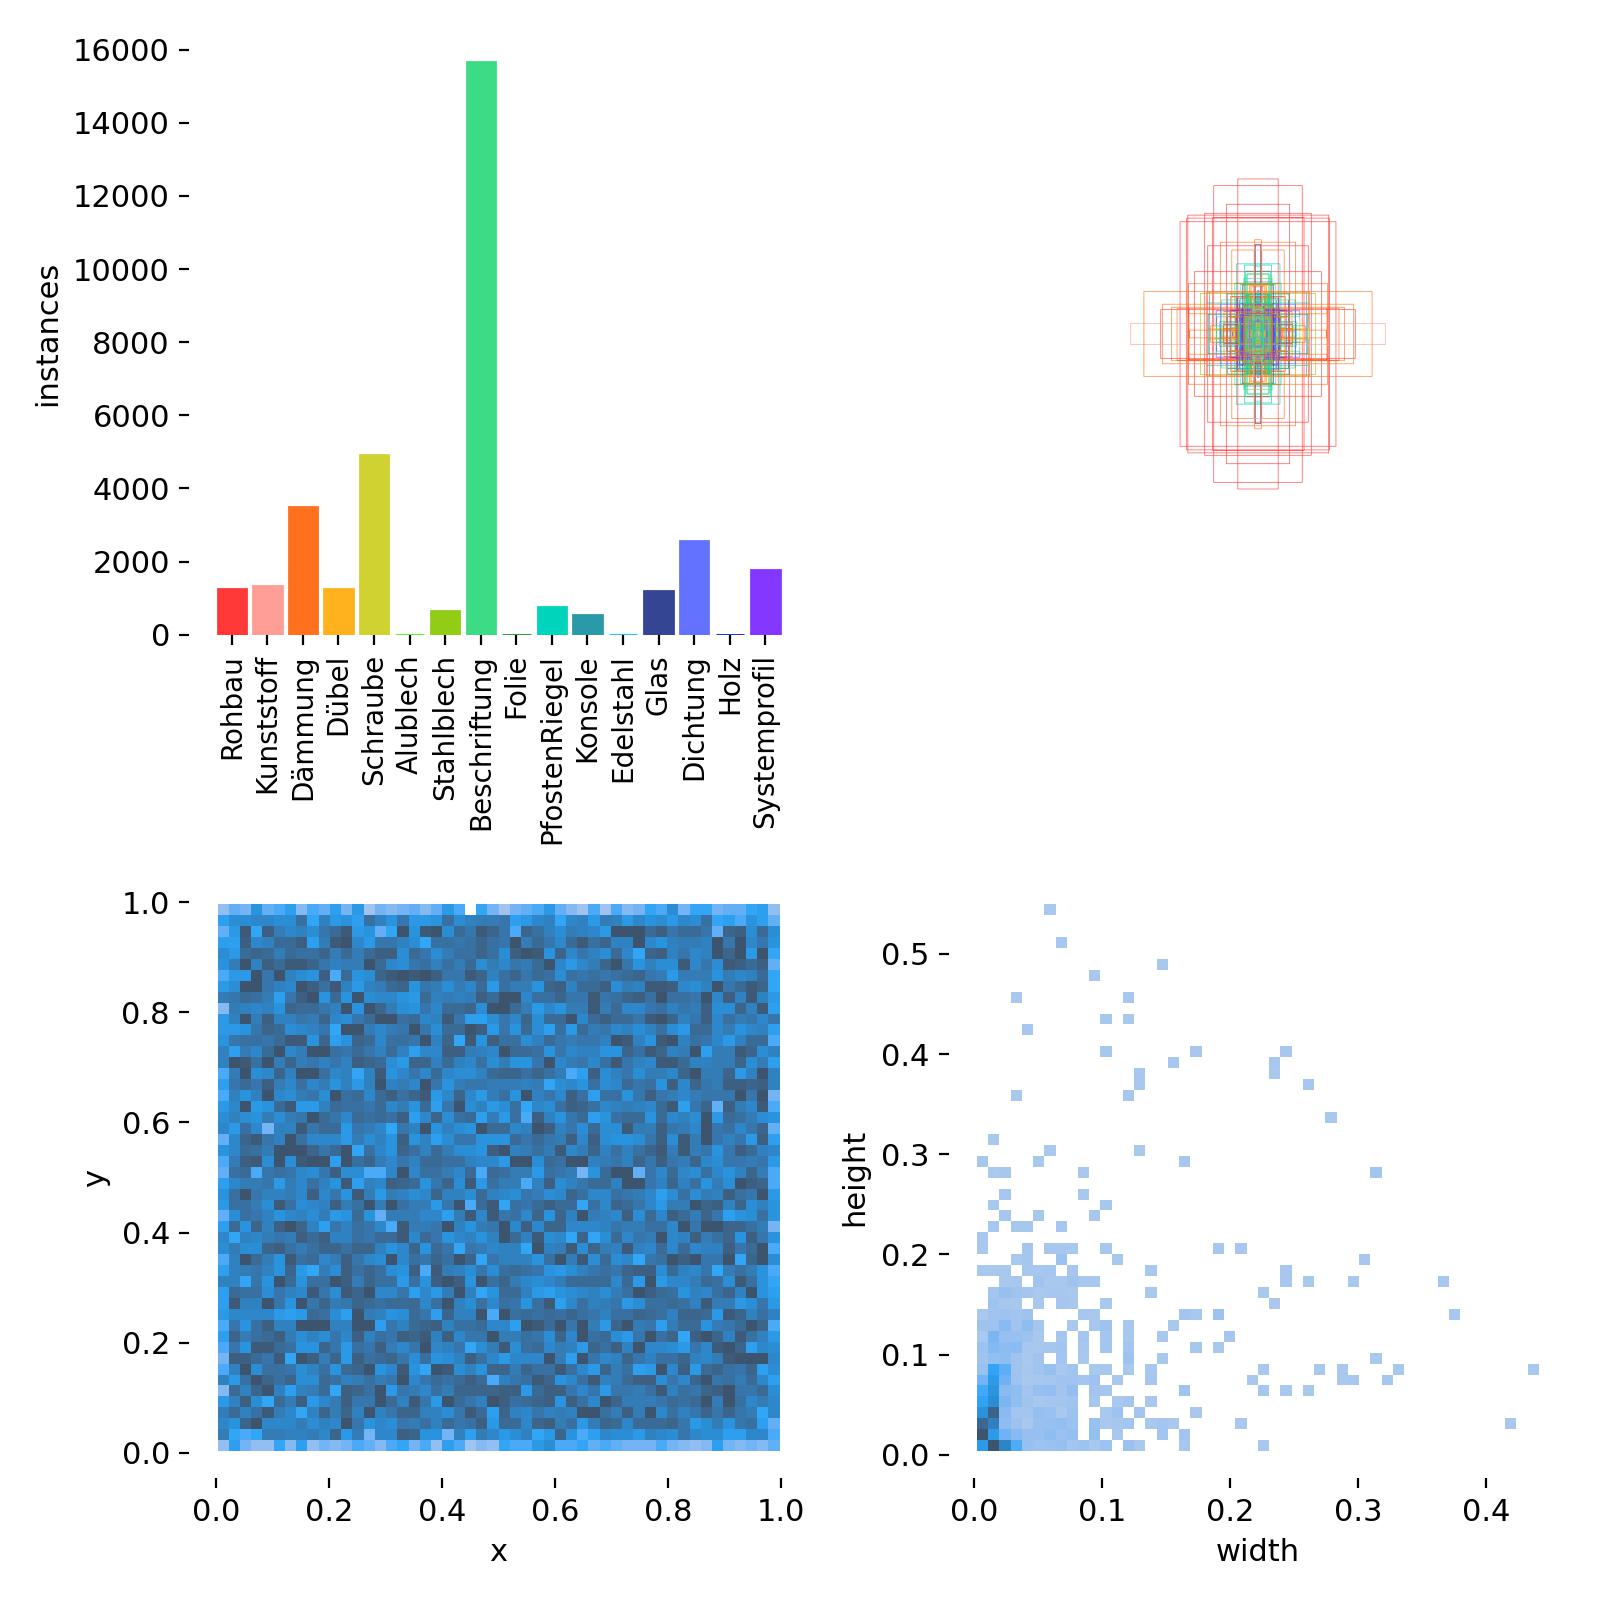 16000
14000
12000
10000
8000
6000
4000
2000
0
instances
Rohbau
Kunststoff
Dämmung
Dübel
Schraube
Alublech
Stahlblech
Beschriftung
Folie
PfostenRiegel
Konsole
Edelstahl
Glas
Dichtung
Holz
Systemprofil
1.0
0.8
0.6
0.4
0.2
0.0
y
0.0 0.2 0.4 0.6 0.8 1.0
x
0.5
0.4
0.3
0.2
0.1
0.0
height
0.0 0.1 0.2 0.3 0.4
width